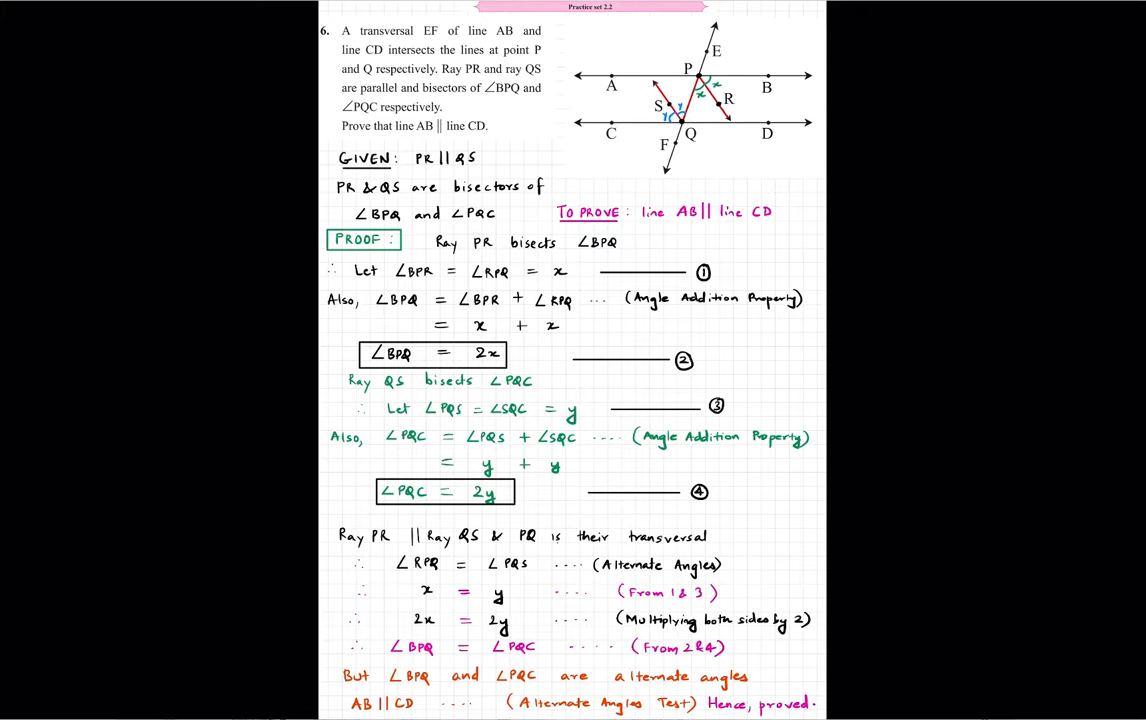 Practice set 2.2
6. A transversal EF of line AB and
line CD intersects the lines at point P
and Q respectively. Ray PR and ray QS
are parallel and bisectors of ∠BPQ and
∠PQC respectively.
Prove that line AB || line CD.
E
P
A
B
x
x
S
y
y
R
C
Q
D
F
GIVEN: PR || QS
PR & QS are bisectors of
∠BPQ and ∠PQC
TO PROVE: line AB || line CD
PROOF: Ray PR bisects ∠BPQ
∴ Let ∠BPR = ∠RPQ = x ——— ①
Also, ∠BPQ = ∠BPR + ∠RPQ ... (Angle Addition Property)
= x + x
∠BPQ = 2x ——— ②
Ray QS bisects ∠PQC
∴ Let ∠PQS = ∠SQC = y ——— ③
Also, ∠PQC = ∠PQS + ∠SQC .... (Angle Addition Property)
= y + y
∠PQC = 2y ——— ④
Ray PR || Ray QS & PQ is their transversal
∴ ∠RPQ = ∠PQS .... (Alternate Angles)
∴ x = y .... (From 1 & 3)
∴ 2x = 2y .... (Multiplying both sides by 2)
∴ ∠BPQ = ∠PQC .... (From 2 & 4)
But ∠BPQ and ∠PQC are alternate angles
AB || CD .... (Alternate Angles Test) Hence, proved.